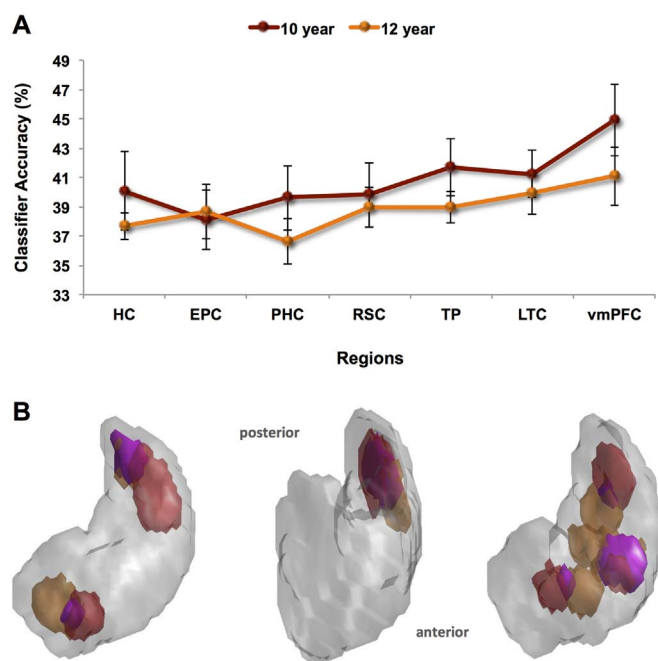 A
10 year 12 year
Classifier Accuracy (%)
49
47
45
43
41
39
37
35
33
HC EPC PHC RSC TP LTC vmPFC
Regions
B
posterior
anterior